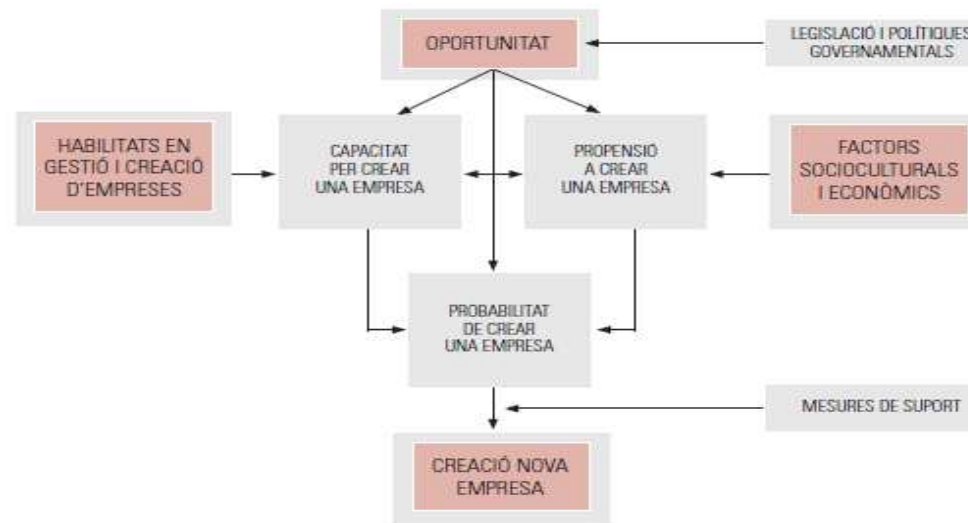 OPORTUNITAT
LEGISLACIÓ I POLÍTIQUES
GOVERNAMENTALS
HABILITATS EN
GESTIÓ I CREACIÓ
D'EMPRESES
CAPACITAT
PER CREAR
UNA EMPRESA
PROPENSIÓ
A CREAR
UNA EMPRESA
FACTORS
SOCIOCULTURALS
I ECONÒMICS
PROBABILITAT
DE CREAR
UNA EMPRESA
MESURES DE SUPORT
CREACIÓ NOVA
EMPRESA